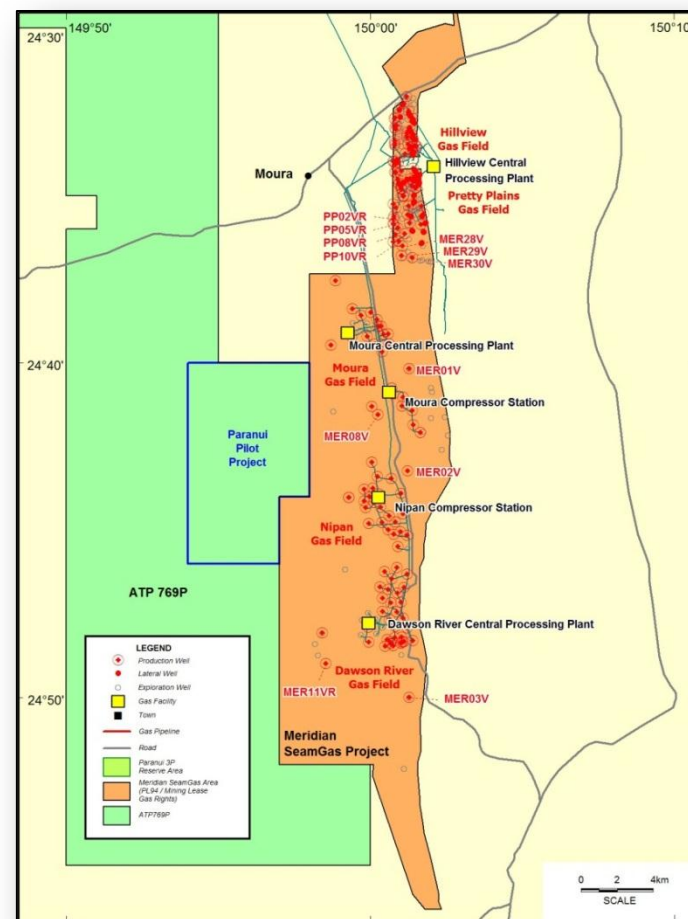 149°50'
150°00'
150°10'
24°30'
Hillview
Gas Field
Hillview Central
Processing Plant
Moura
Pretty Plains
Gas Field
PP02VR
PP05VR
PP08VR
PP10VR
MER28V
MER29V
MER30V
24°40'
Moura Central Processing Plant
Moura
Gas Field
MER01V
Moura Compressor Station
MER08V
Paranui
Pilot
Project
MER02V
Nipan Compressor Station
Nipan
Gas Field
ATP 769P
Dawson River Central Processing Plant
Dawson River
Gas Field
MER11VR
MER03V
24°50'
Meridian
SeamGas Project
LEGEND
Production Well
Lateral Well
Exploration Well
Gas Facility
Town
Gas Pipeline
Road
Paranui 3P
Reserve Area
Meridian SeamGas Area
(PL94 / Mining Lease
Gas Rights)
ATP769P
0 2 4km
SCALE